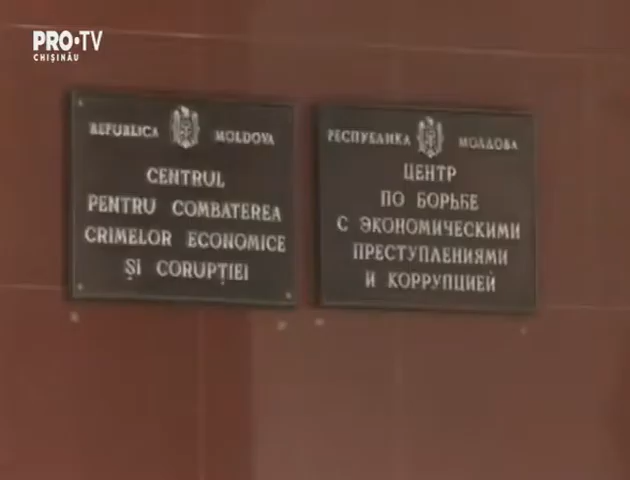 PRO•TV
CHIȘINĂU
REPUBLICA MOLDOVA
CENTRUL
PENTRU COMBATEREA
CRIMELOR ECONOMICE
ȘI CORUPȚIEI
РЕСПУБЛИКА МОЛДОВА
ЦЕНТР
ПО БОРЬБЕ
С ЭКОНОМИЧЕСКИМИ
ПРЕСТУПЛЕНИЯМИ
И КОРРУПЦИЕЙ